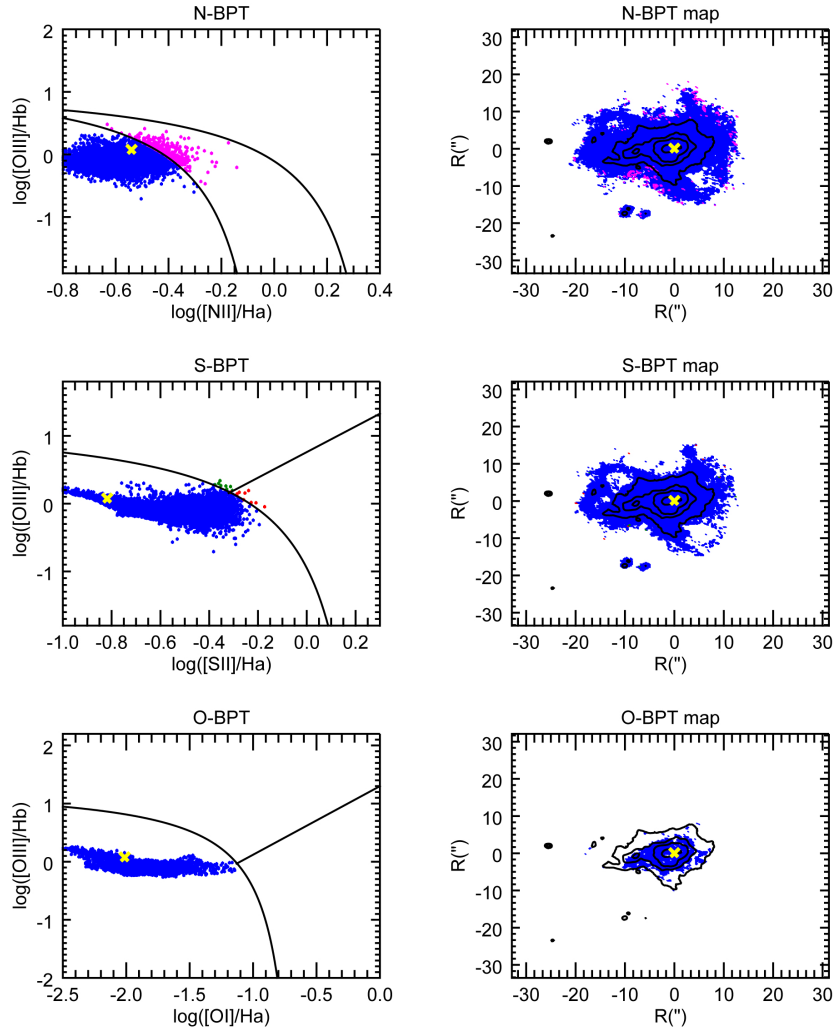 N-BPT
log([OIII]/Hb)
2
1
0
-1
-0.8 -0.6 -0.4 -0.2 0.0 0.2 0.4
log([NII]/Ha)
N-BPT map
R(")
30
20
10
0
-10
-20
-30
-30 -20 -10 0 10 20 30
R(")
S-BPT
log([OIII]/Hb)
1
0
-1
-1.0 -0.8 -0.6 -0.4 -0.2 0.0 0.2
log([SII]/Ha)
S-BPT map
R(")
30
20
10
0
-10
-20
-30
-30 -20 -10 0 10 20 30
R(")
O-BPT
log([OIII]/Hb)
2
1
0
-1
-2
-2.5 -2.0 -1.5 -1.0 -0.5 0.0
log([OI]/Ha)
O-BPT map
R(")
30
20
10
0
-10
-20
-30
-30 -20 -10 0 10 20 30
R(")